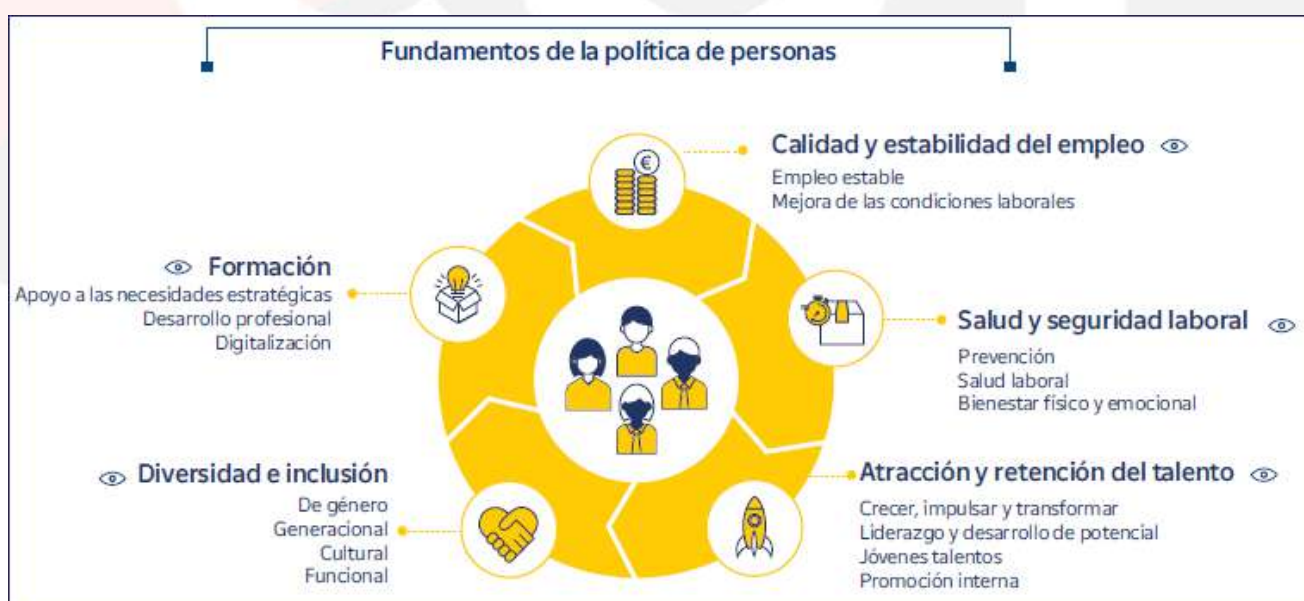 Fundamentos de la política de personas
Calidad y estabilidad del empleo
Empleo estable
Mejora de las condiciones laborales
€
Formación
Apoyo a las necesidades estratégicas
Desarrollo profesional
Digitalización
Salud y seguridad laboral
Prevención
Salud laboral
Bienestar físico y emocional
Diversidad e inclusión
De género
Generacional
Cultural
Funcional
Atracción y retención del talento
Crecer, impulsar y transformar
Liderazgo y desarrollo de potencial
Jóvenes talentos
Promoción interna